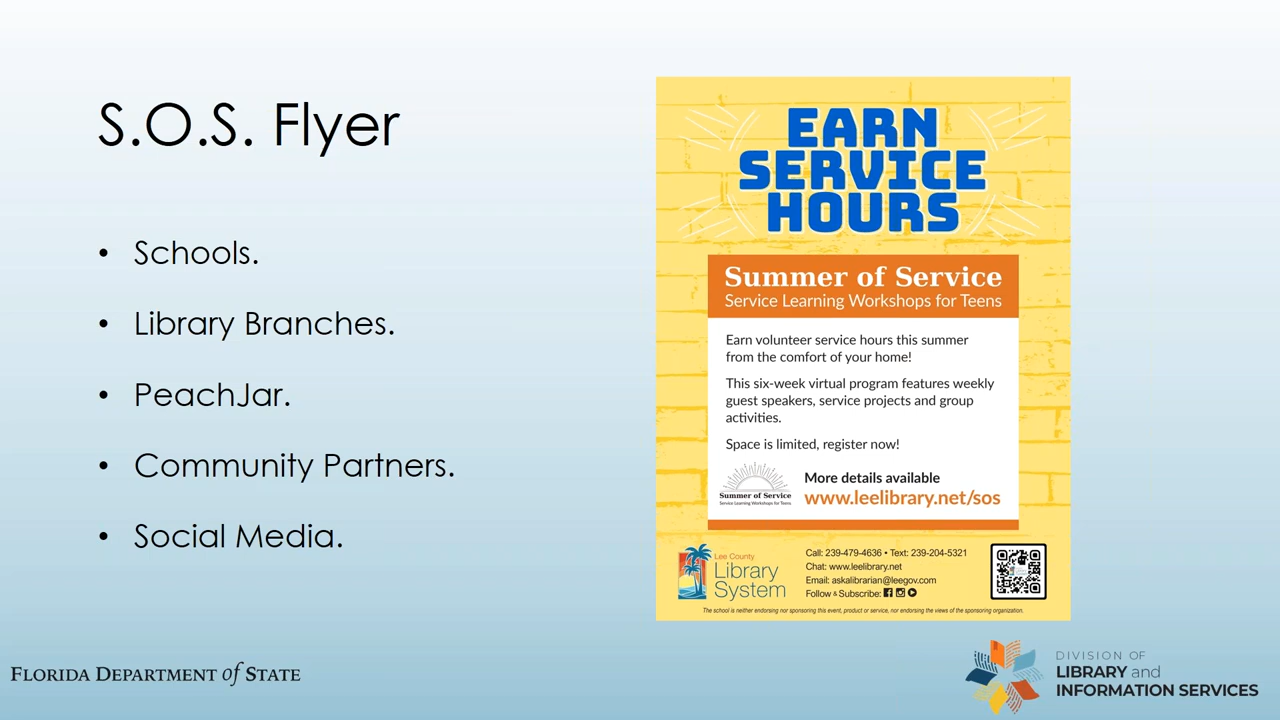 S.O.S. Flyer
• Schools.
• Library Branches.
• PeachJar.
• Community Partners.
• Social Media.
EARN
SERVICE
HOURS
Summer of Service
Service Learning Workshops for Teens
Earn volunteer service hours this summer
from the comfort of your home!
This six-week virtual program features weekly
guest speakers, service projects and group
activities.
Space is limited, register now!
Summer of Service
Service Learning Workshops for Teens
More details available
www.leelibrary.net/sos
Lee County
Library
System
Call: 239-479-4636 • Text: 239-204-5321
Chat: www.leelibrary.net
Email: askalibrarian@leegov.com
Follow & Subscribe:
The school is neither endorsing nor sponsoring this event, product or service, nor endorsing the views of the sponsoring organization.
FLORIDA DEPARTMENT of STATE
DIVISION OF
LIBRARY and
INFORMATION SERVICES